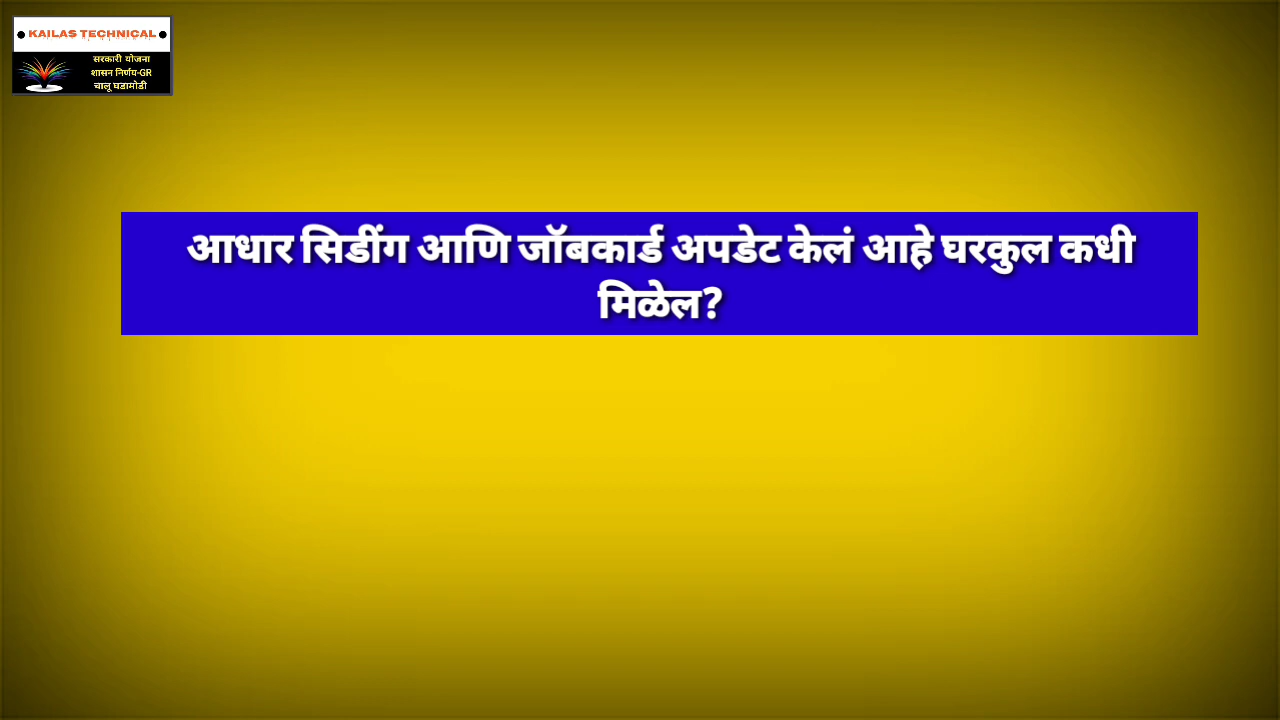 KAILAS TECHNICAL
सरकारी योजना
शासन निर्णय-GR
चालू घडामोडी
आधार सिडींग आणि जॉबकार्ड अपडेट केलं आहे घरकुल कधी
मिळेल?